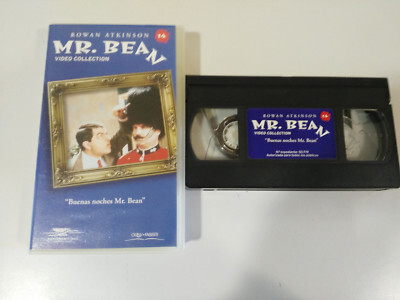 ROWAN ATKINSON
MR. BEAN
VIDEO COLLECTION
14
"Buenas noches Mr. Bean"
ROWAN ATKINSON
MR. BEAN
VIDEO COLLECTION
14
"Buenas noches Mr. Bean"